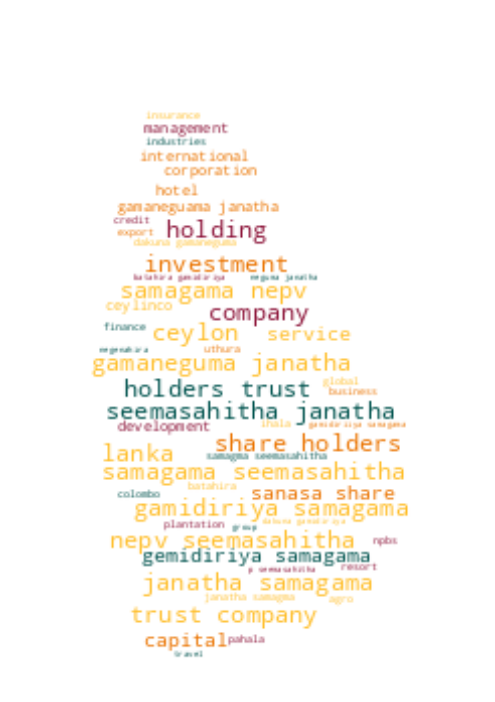 insurance
management
industries
international
corporation
hotel
gamaneguama janatha
credit
export holding
dakuna gamaneguma
investment
batahira gamidiriya neguma janatha
samagama nepv
ceylinco
company
finance ceylon service
negenahira uthura
gamaneguma janatha
global
holders trust business
seemasahitha janatha
development ihala gamidiriya samagama
share holders
lanka samagma seemasahitha
samagama seemasahitha
batahira
colombo sanasa share
gamidiriya samagama
plantation group dakuna gamidiriya
nepv seemasahitha npbs
gemidiriya samagama
p seemasahitha resort
janatha samagama
janatha samagma agro
trust company
capital pahala
travel